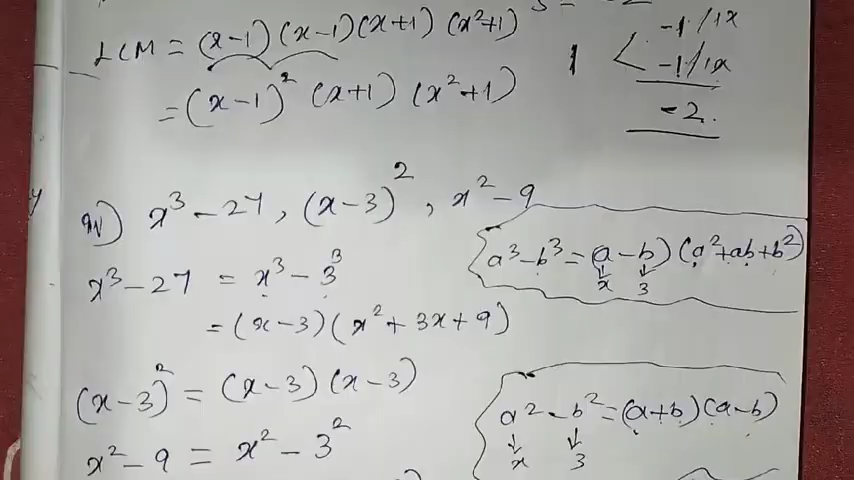 LCM = (x-1)(x-1)(x+1)(x²+1)
= (x-1)² (x+1) (x²+1)
1 < -1/1x
-1/1x
-2.
iv) x³ - 27, (x-3)², x² - 9
a³-b³ = (a-b)(a²+ab+b²)
x 3
x³ - 27 = x³ - 3³
= (x-3)(x² + 3x + 9)
(x-3)² = (x-3)(x-3)
a² - b² = (a+b)(a-b)
x 3
x² - 9 = x² - 3²